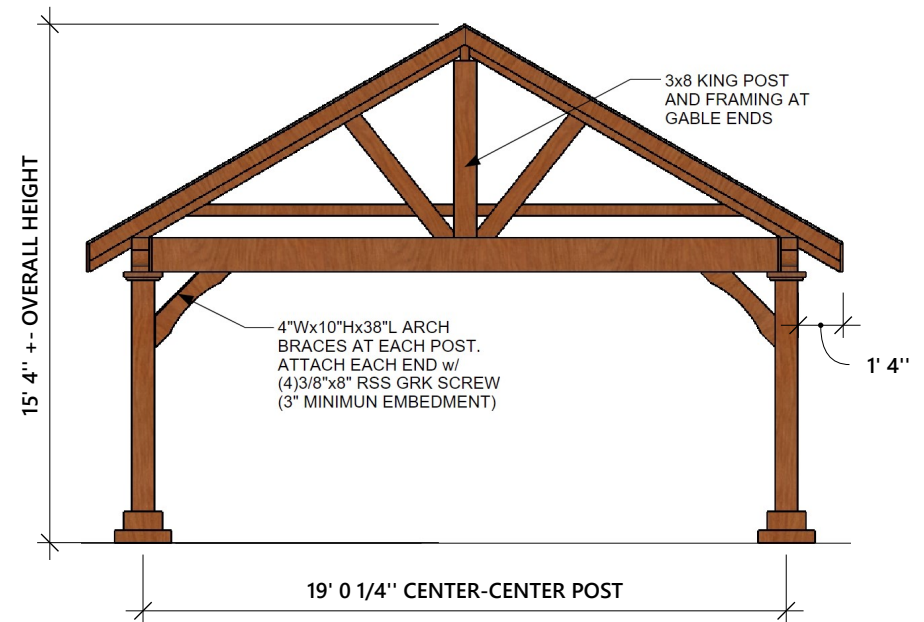 3x8 KING POST
AND FRAMING AT
GABLE ENDS
15' 4'' +- OVERALL HEIGHT
4"Wx10"Hx38"L ARCH
BRACES AT EACH POST.
ATTACH EACH END w/
(4)3/8"x8" RSS GRK SCREW
(3" MINIMUN EMBEDMENT)
1' 4''
19' 0 1/4'' CENTER-CENTER POST